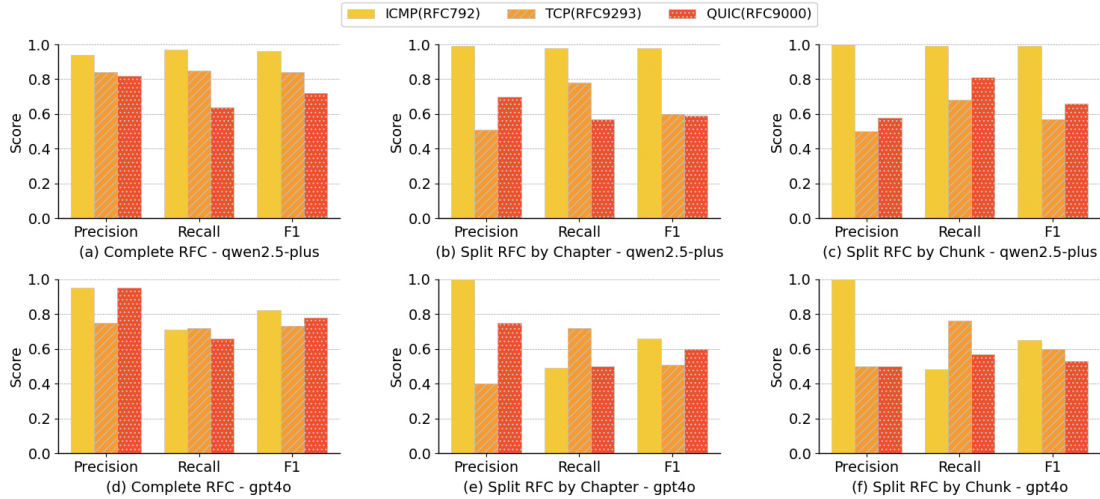 ICMP(RFC792) TCP(RFC9293) QUIC(RFC9000)
1.0
0.8
0.6
0.4
0.2
0.0
Score
Precision Recall F1
(a) Complete RFC - qwen2.5-plus
1.0
0.8
0.6
0.4
0.2
0.0
Score
Precision Recall F1
(b) Split RFC by Chapter - qwen2.5-plus
1.0
0.8
0.6
0.4
0.2
0.0
Score
Precision Recall F1
(c) Split RFC by Chunk - qwen2.5-plus
1.0
0.8
0.6
0.4
0.2
0.0
Score
Precision Recall F1
(d) Complete RFC - gpt4o
1.0
0.8
0.6
0.4
0.2
0.0
Score
Precision Recall F1
(e) Split RFC by Chapter - gpt4o
1.0
0.8
0.6
0.4
0.2
0.0
Score
Precision Recall F1
(f) Split RFC by Chunk - gpt4o